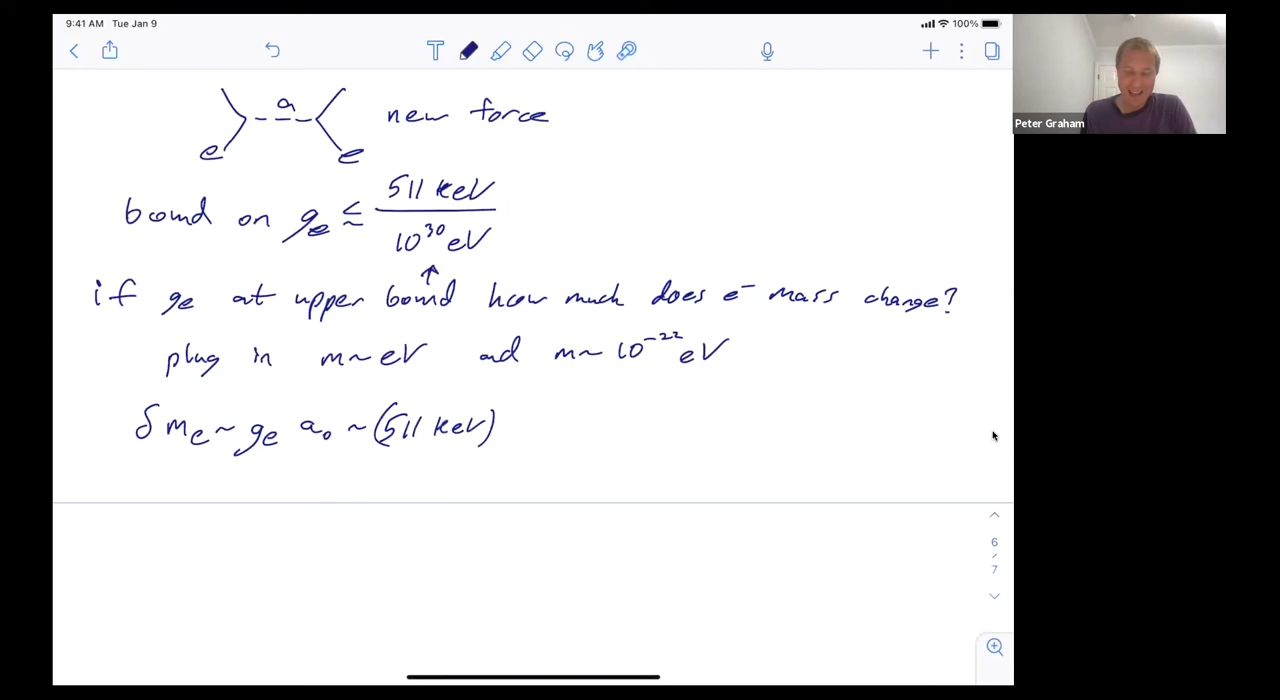 9:41 AM Tue Jan 9
100%
a
new force
e e
bound on gₑ ≲ 511 keV / 10³⁰ eV
↑
if gₑ at upper bound how much does e⁻ mass change?
plug in m~eV and m~10⁻²² eV
δmₑ ~ gₑ a₀ ~ (511 keV)
6
/
7
Peter Graham